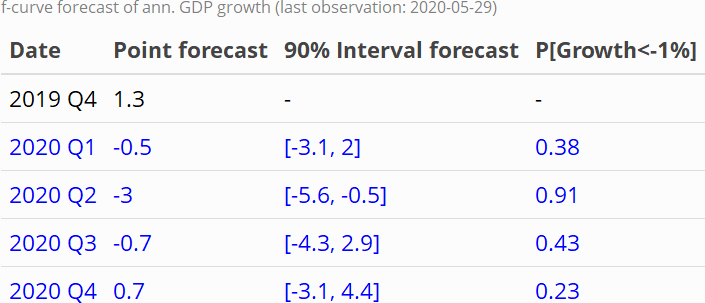 f-curve forecast of ann. GDP growth (last observation: 2020-05-29)
Date Point forecast 90% Interval forecast P[Growth<-1%]
2019 Q4 1.3 - -
2020 Q1 -0.5 [-3.1, 2] 0.38
2020 Q2 -3 [-5.6, -0.5] 0.91
2020 Q3 -0.7 [-4.3, 2.9] 0.43
2020 Q4 0.7 [-3.1, 4.4] 0.23